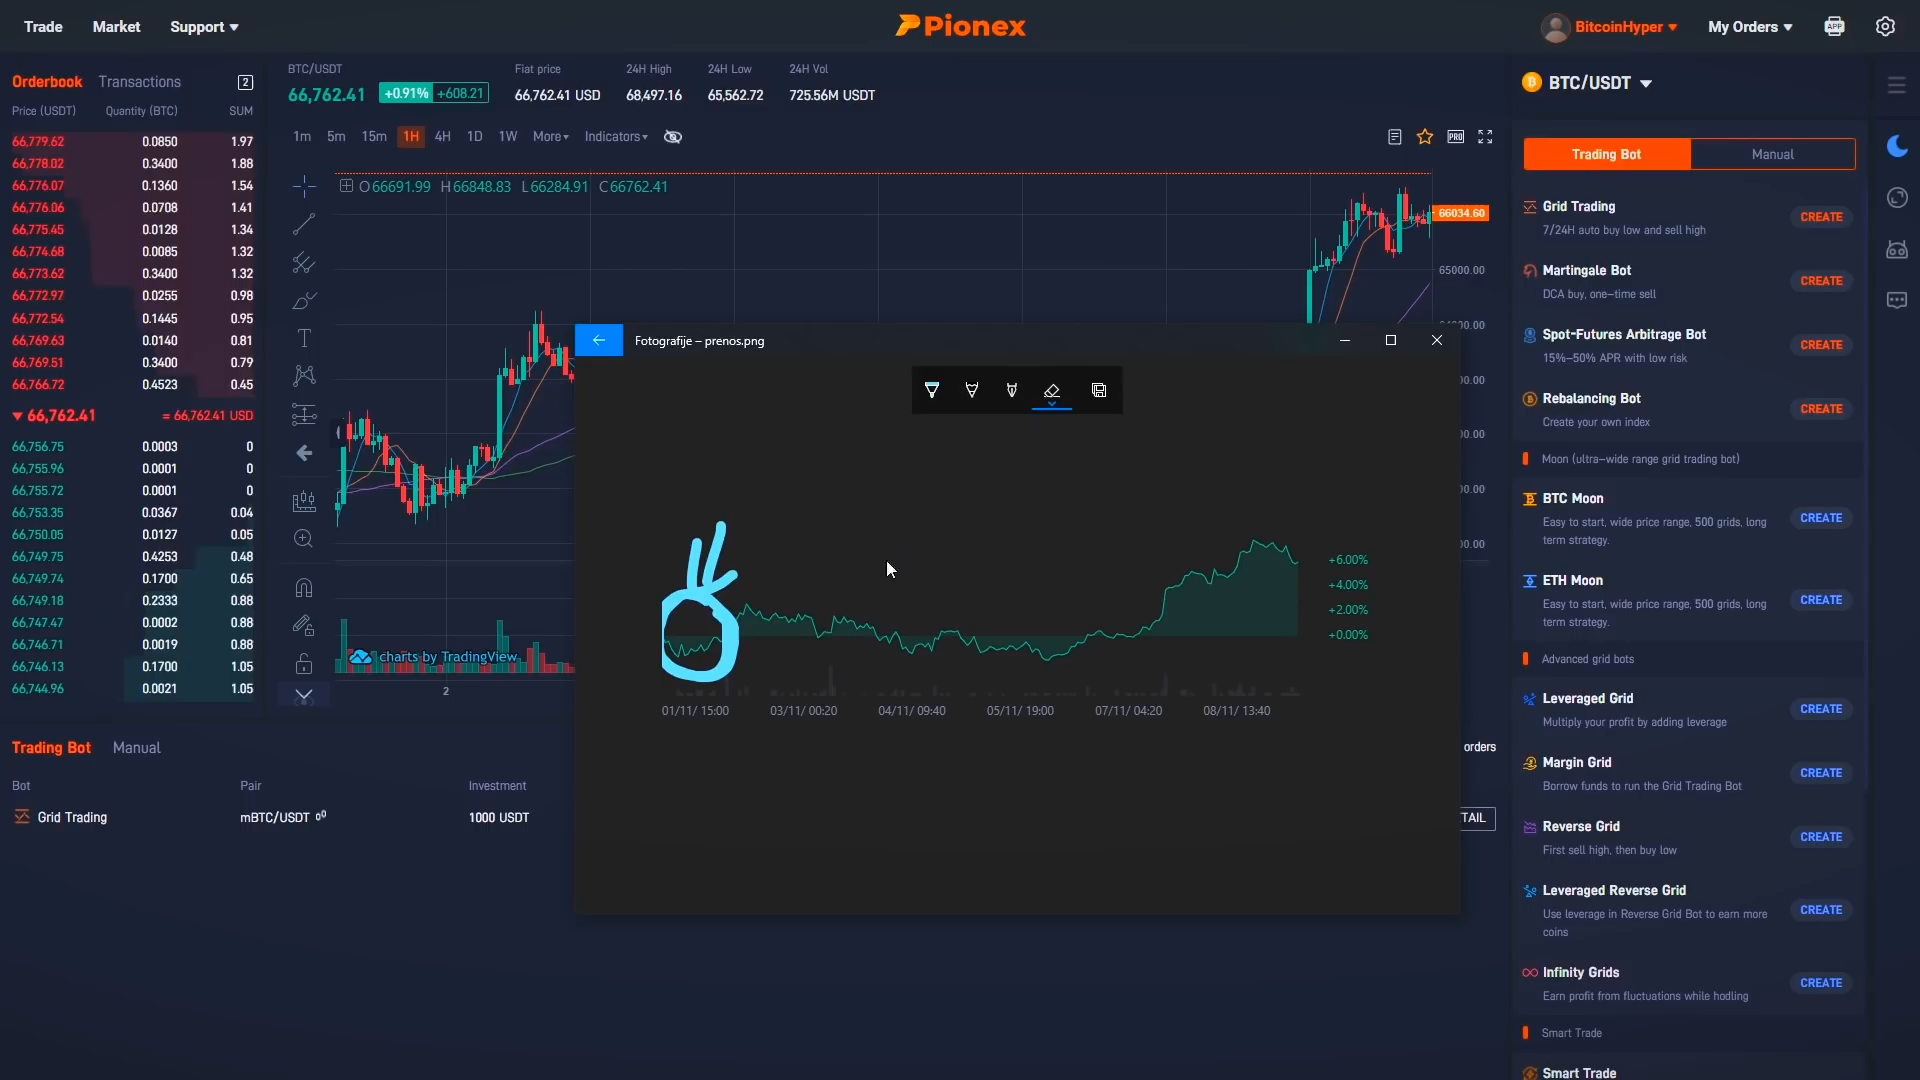 Trade Market Support
Pionex
BitcoinHyper My Orders APP
Orderbook Transactions 2
Price (USDT) Quantity (BTC) SUM
66,779.62 0.0850 1.97
66,778.02 0.3400 1.88
66,776.07 0.1360 1.54
66,776.06 0.0708 1.41
66,775.45 0.0128 1.34
66,774.68 0.0085 1.32
66,773.62 0.3400 1.32
66,772.97 0.0255 0.98
66,772.54 0.1445 0.95
66,769.63 0.0140 0.81
66,769.51 0.3400 0.79
66,766.72 0.4523 0.45
66,762.41 = 66,762.41 USD
66,756.75 0.0003 0
66,755.96 0.0001 0
66,755.72 0.0001 0
66,753.35 0.0367 0.04
66,750.05 0.0127 0.05
66,749.75 0.4253 0.48
66,749.74 0.1700 0.65
66,749.18 0.2333 0.88
66,747.47 0.0002 0.88
66,746.71 0.0019 0.88
66,746.13 0.1700 1.05
66,744.96 0.0021 1.05
BTC/USDT Fiat price 24H High 24H Low 24H Vol
66,762.41 +0.91% +608.21 66,762.41 USD 68,497.16 65,562.72 725.56M USDT
1m 5m 15m 1H 4H 1D 1W More Indicators PRO
O66691.99 H66848.83 L66284.91 C66762.41
66034.60
65000.00
charts by TradingView
2
Fotografije – prenos.png
+6.00%
+4.00%
+2.00%
+0.00%
01/11/ 15:00 03/11/ 00:20 04/11/ 09:40 05/11/ 19:00 07/11/ 04:20 08/11/ 13:40
Trading Bot Manual orders
Bot Pair Investment
Grid Trading mBTC/USDT 1000 USDT TAIL
BTC/USDT
Trading Bot Manual
Grid Trading
7/24H auto buy low and sell high
CREATE
Martingale Bot
DCA buy, one-time sell
CREATE
Spot-Futures Arbitrage Bot
15%-50% APR with low risk
CREATE
Rebalancing Bot
Create your own index
CREATE
Moon (ultra-wide range grid trading bot)
BTC Moon
Easy to start, wide price range, 500 grids, long
term strategy.
CREATE
ETH Moon
Easy to start, wide price range, 500 grids, long
term strategy.
CREATE
Advanced grid bots
Leveraged Grid
Multiply your profit by adding leverage
CREATE
Margin Grid
Borrow funds to run the Grid Trading Bot
CREATE
Reverse Grid
First sell high, then buy low
CREATE
Leveraged Reverse Grid
Use leverage in Reverse Grid Bot to earn more
coins
CREATE
Infinity Grids
Earn profit from fluctuations while hodling
CREATE
Smart Trade
Smart Trade